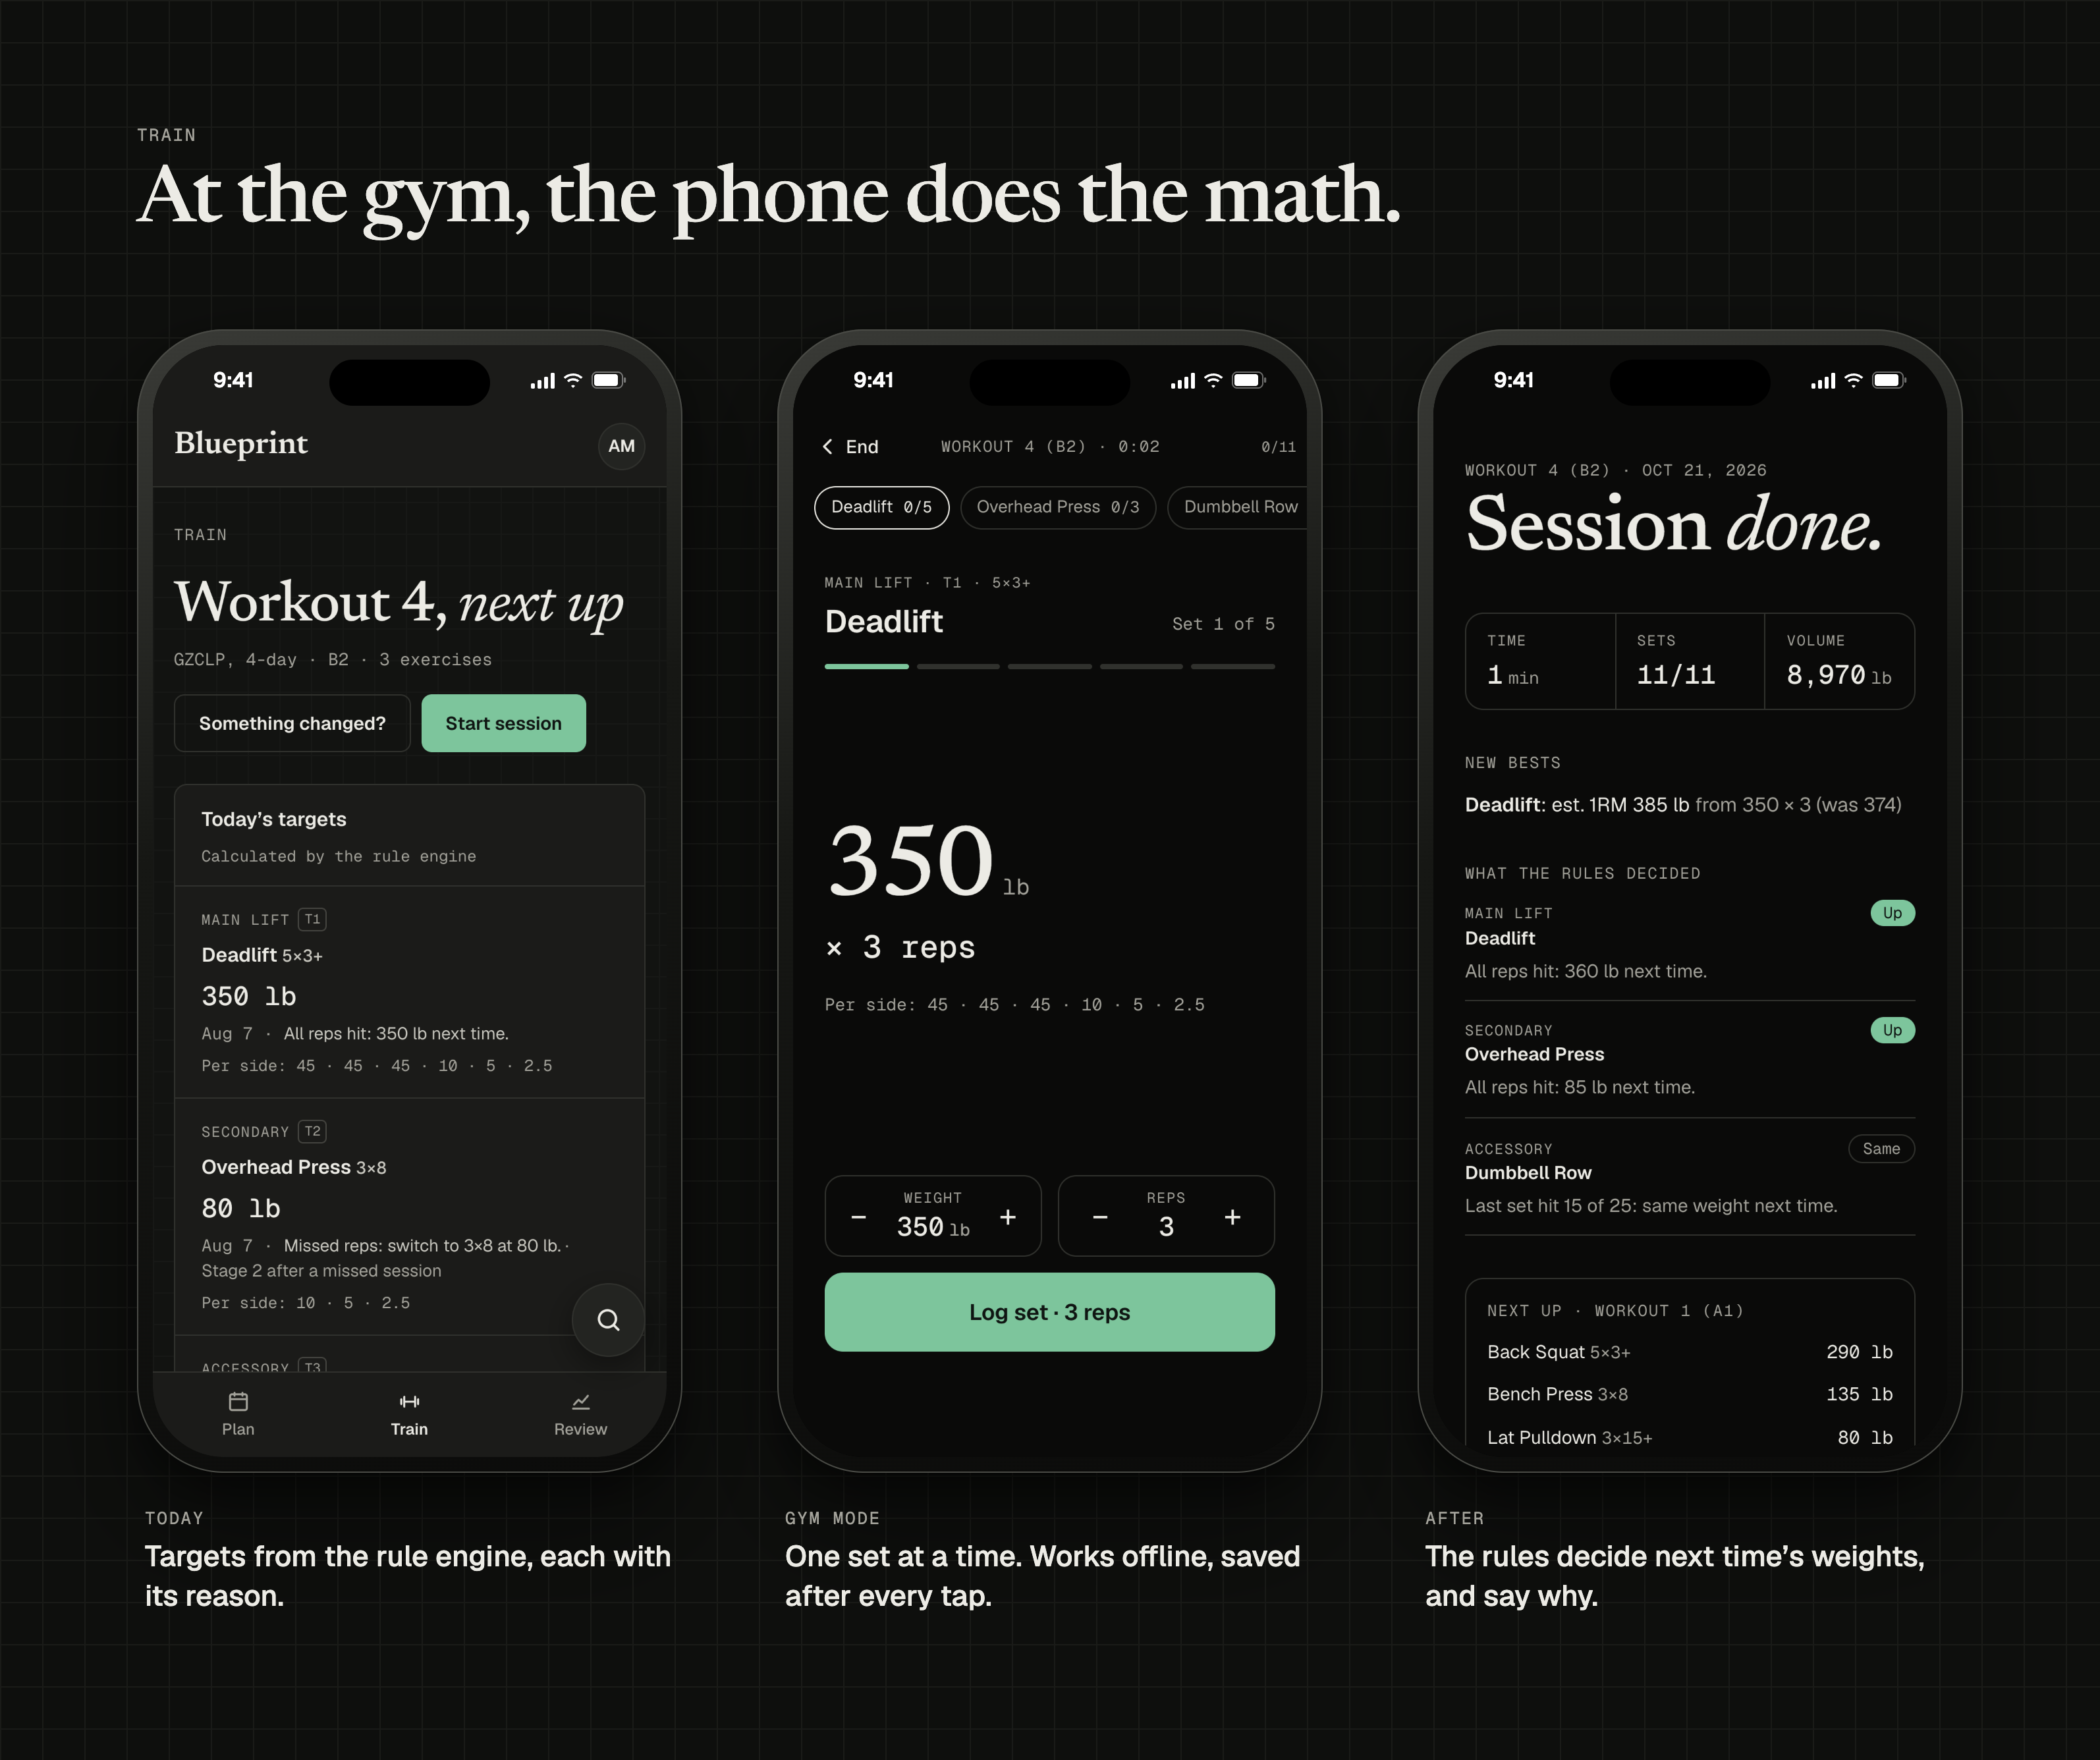 TRAIN
At the gym, the phone does the math.
9:41
Blueprint
AM
TRAIN
Workout 4, next up
GZCLP, 4-day · B2 · 3 exercises
Something changed?
Start session
Today’s targets
Calculated by the rule engine
MAIN LIFT T1
Deadlift 5×3+
350 lb
Aug 7 · All reps hit: 350 lb next time.
Per side: 45 · 45 · 45 · 10 · 5 · 2.5
SECONDARY T2
Overhead Press 3×8
80 lb
Aug 7 · Missed reps: switch to 3×8 at 80 lb. ·
Stage 2 after a missed session
Per side: 10 · 5 · 2.5
ACCESSORY T3
Plan
Train
Review
TODAY
Targets from the rule engine, each with
its reason.
9:41
End
WORKOUT 4 (B2) · 0:02
0/11
Deadlift 0/5
Overhead Press 0/3
Dumbbell Row
MAIN LIFT · T1 · 5×3+
Deadlift
Set 1 of 5
350 lb
× 3 reps
Per side: 45 · 45 · 45 · 10 · 5 · 2.5
WEIGHT
− 350 lb +
REPS
− 3 +
Log set · 3 reps
GYM MODE
One set at a time. Works offline, saved
after every tap.
9:41
WORKOUT 4 (B2) · OCT 21, 2026
Session done.
TIME
1 min
SETS
11/11
VOLUME
8,970 lb
NEW BESTS
Deadlift: est. 1RM 385 lb from 350 × 3 (was 374)
WHAT THE RULES DECIDED
MAIN LIFT
Up
Deadlift
All reps hit: 360 lb next time.
SECONDARY
Up
Overhead Press
All reps hit: 85 lb next time.
ACCESSORY
Same
Dumbbell Row
Last set hit 15 of 25: same weight next time.
NEXT UP · WORKOUT 1 (A1)
Back Squat 5×3+ 290 lb
Bench Press 3×8 135 lb
Lat Pulldown 3×15+ 80 lb
AFTER
The rules decide next time’s weights,
and say why.